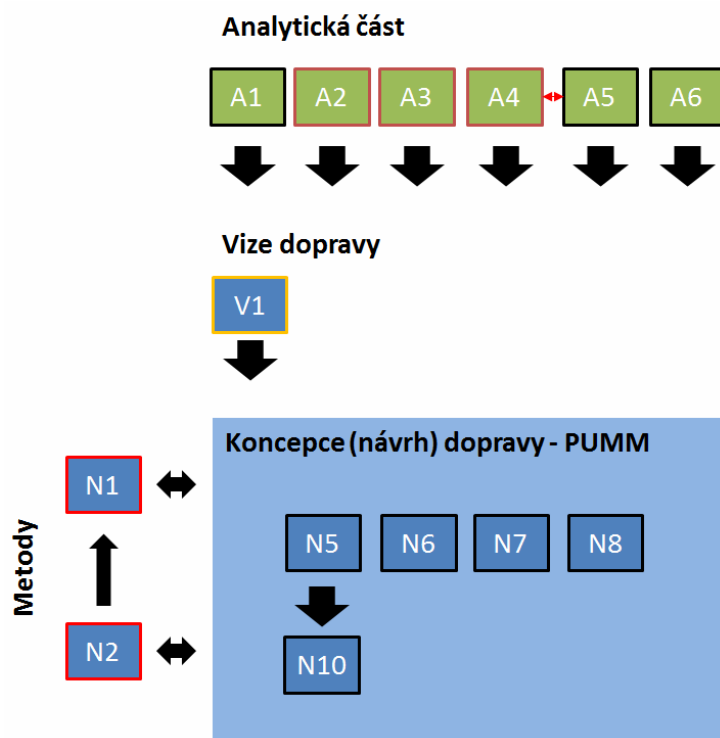 Analytická část
A1 A2 A3 A4 A5 A6
Vize dopravy
V1
Koncepce (návrh) dopravy - PUMM
Metody
N1
N5 N6 N7 N8
N2
N10